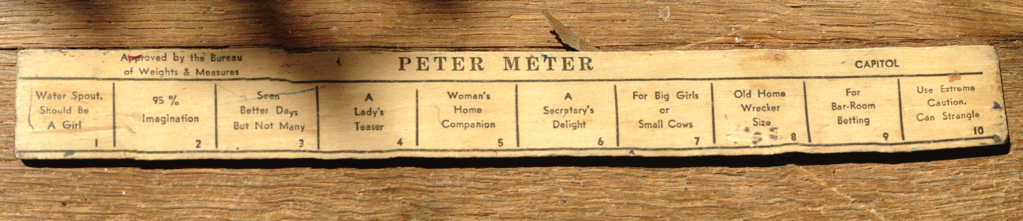 Approved by the Bureau
of Weights & Measures
PETER METER
CAPITOL
Water Spout,
Should Be
A Girl
1
95 %
Imagination
2
Seen
Better Days
But Not Many
3
A
Lady's
Teaser
4
Woman's
Home
Companion
5
A
Secretary's
Delight
6
For Big Girls
or
Small Cows
7
Old Home
Wrecker
Size
8
For
Bar-Room
Betting
9
Use Extreme
Caution.
Can Strangle
10